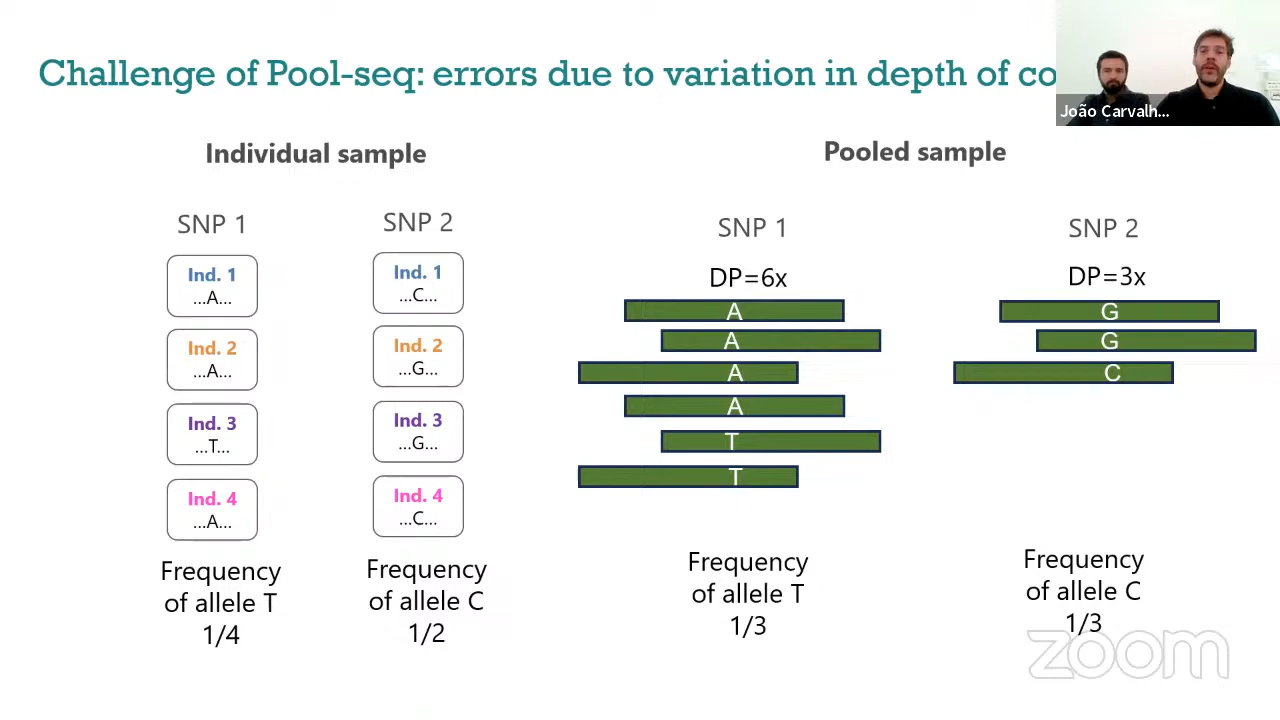 Challenge of Pool-seq: errors due to variation in depth of
João Carvalh...
Individual sample
SNP 1
Ind. 1
...A...
Ind. 2
...A...
Ind. 3
...T...
Ind. 4
...A...
Frequency
of allele T
1/4
SNP 2
Ind. 1
...C...
Ind. 2
...G...
Ind. 3
...G...
Ind. 4
...C...
Frequency
of allele C
1/2
Pooled sample
SNP 1
DP=6x
A
A
A
A
T
T
Frequency
of allele T
1/3
SNP 2
DP=3x
G
G
C
Frequency
of allele C
1/3
zoom